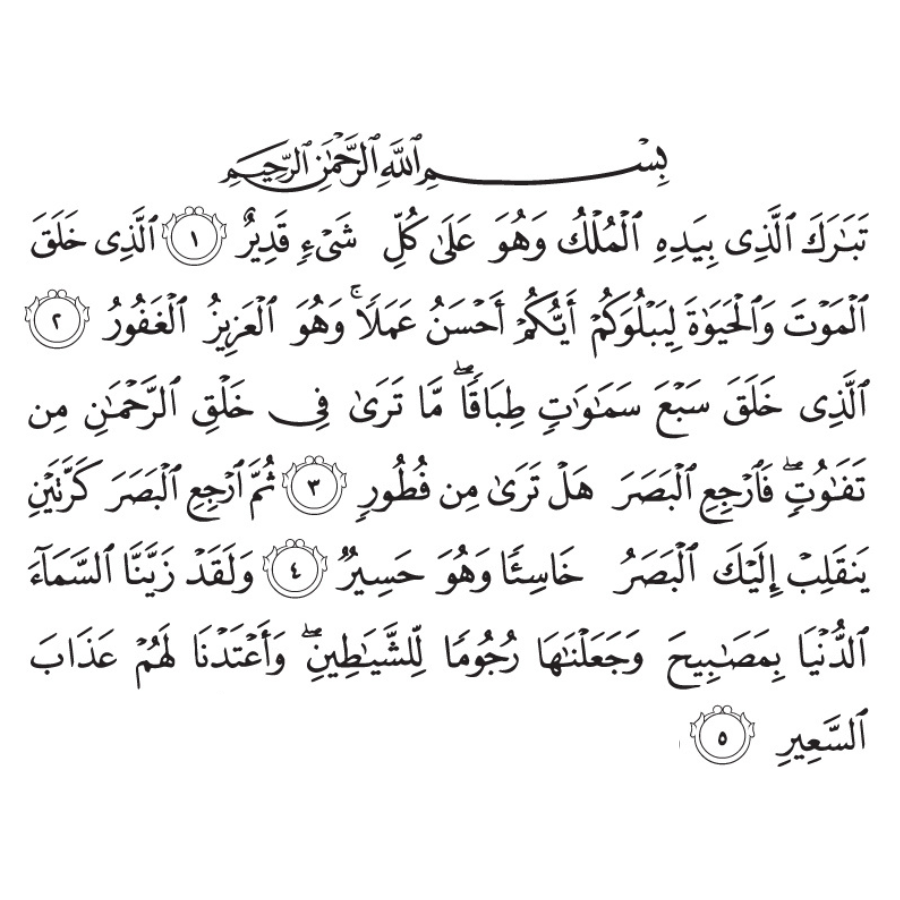 بِسْمِ ٱللَّهِ ٱلرَّحْمَٰنِ ٱلرَّحِيمِ
تَبَٰرَكَ ٱلَّذِى بِيَدِهِ ٱلْمُلْكُ وَهُوَ عَلَىٰ كُلِّ شَىْءٍ قَدِيرٌ ١ ٱلَّذِى خَلَقَ
ٱلْمَوْتَ وَٱلْحَيَوٰةَ لِيَبْلُوَكُمْ أَيُّكُمْ أَحْسَنُ عَمَلًا ۚ وَهُوَ ٱلْعَزِيزُ ٱلْغَفُورُ ٢
ٱلَّذِى خَلَقَ سَبْعَ سَمَٰوَٰتٍ طِبَاقًا ۖ مَّا تَرَىٰ فِى خَلْقِ ٱلرَّحْمَٰنِ مِن
تَفَٰوُتٍ ۖ فَٱرْجِعِ ٱلْبَصَرَ هَلْ تَرَىٰ مِن فُطُورٍ ٣ ثُمَّ ٱرْجِعِ ٱلْبَصَرَ كَرَّتَيْنِ
يَنقَلِبْ إِلَيْكَ ٱلْبَصَرُ خَاسِئًا وَهُوَ حَسِيرٌ ٤ وَلَقَدْ زَيَّنَّا ٱلسَّمَآءَ
ٱلدُّنْيَا بِمَصَٰبِيحَ وَجَعَلْنَٰهَا رُجُومًا لِّلشَّيَٰطِينِ ۖ وَأَعْتَدْنَا لَهُمْ عَذَابَ
ٱلسَّعِيرِ ٥